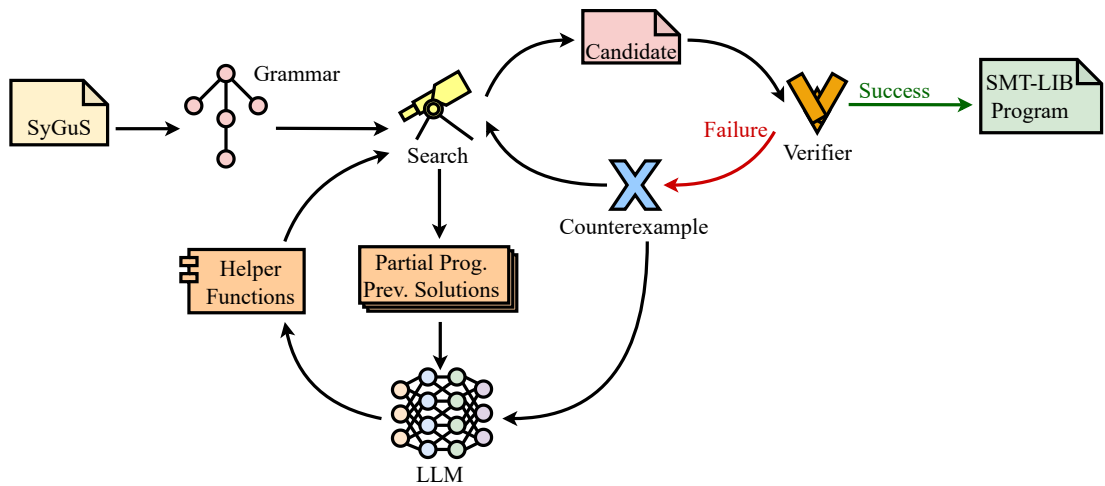 Candidate
Grammar
SyGuS
Search
Success
Failure
Verifier
SMT-LIB
Program
Counterexample
Helper
Functions
Partial Prog.
Prev. Solutions
LLM